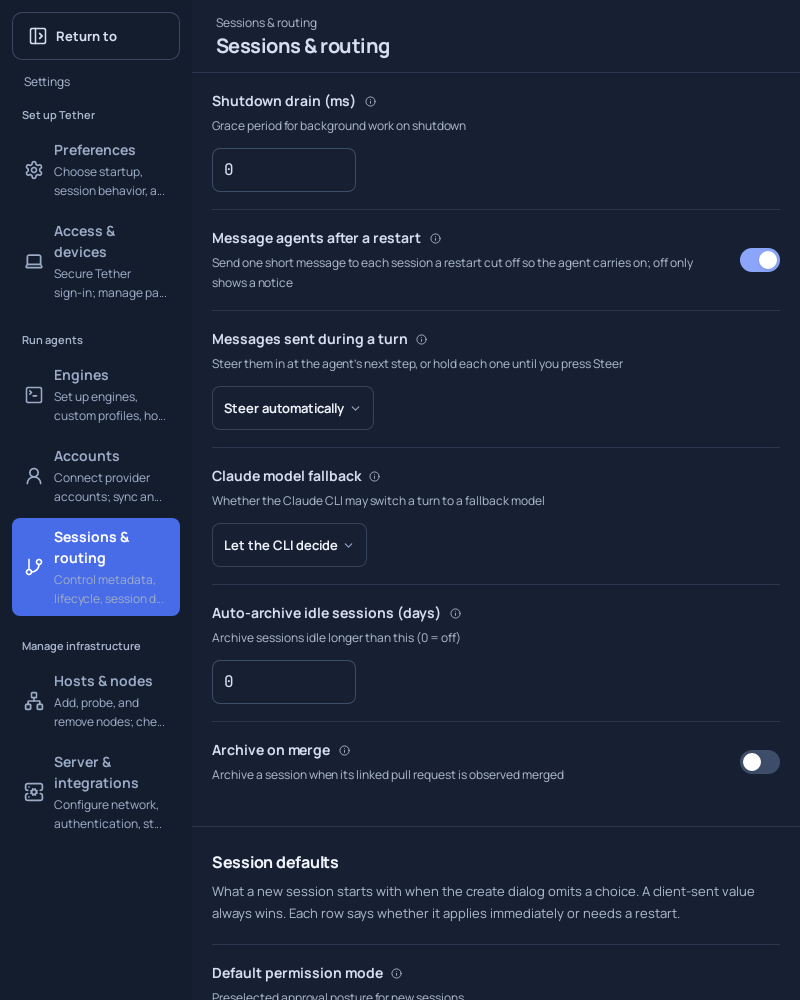 Return to
Settings
Set up Tether
Preferences
Choose startup,
session behavior, a...
Access &
devices
Secure Tether
sign-in; manage pa...
Run agents
Engines
Set up engines,
custom profiles, ho...
Accounts
Connect provider
accounts; sync an...
Sessions &
routing
Control metadata,
lifecycle, session d...
Manage infrastructure
Hosts & nodes
Add, probe, and
remove nodes; che...
Server &
integrations
Configure network,
authentication, st...
Sessions & routing
Sessions & routing
Shutdown drain (ms)
Grace period for background work on shutdown
0
Message agents after a restart
Send one short message to each session a restart cut off so the agent carries on; off only
shows a notice
Messages sent during a turn
Steer them in at the agent's next step, or hold each one until you press Steer
Steer automatically
Claude model fallback
Whether the Claude CLI may switch a turn to a fallback model
Let the CLI decide
Auto-archive idle sessions (days)
Archive sessions idle longer than this (0 = off)
0
Archive on merge
Archive a session when its linked pull request is observed merged
Session defaults
What a new session starts with when the create dialog omits a choice. A client-sent value
always wins. Each row says whether it applies immediately or needs a restart.
Default permission mode
Preselected approval posture for new sessions